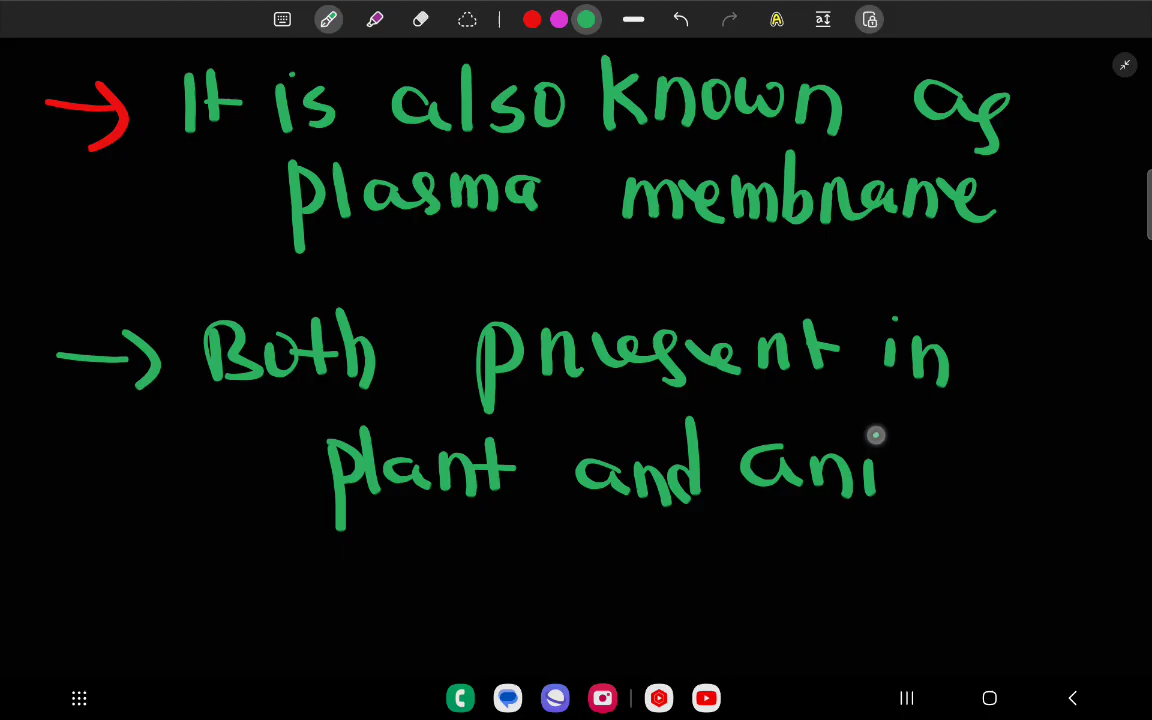 → It is also known as
plasma membrane
→ Both present in
plant and ani